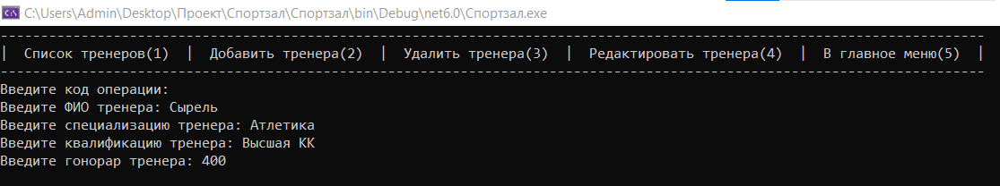 C:\Users\Admin\Desktop\Проект\Спортзал\Спортзал\bin\Debug\net6.0\Спортзал.exe
| Список тренеров(1) | Добавить тренера(2) | Удалить тренера(3) | Редактировать тренера(4) | В главное меню(5) |
Введите код операции:
Введите ФИО тренера: Сырель
Введите специализацию тренера: Атлетика
Введите квалификацию тренера: Высшая КК
Введите гонорар тренера: 400